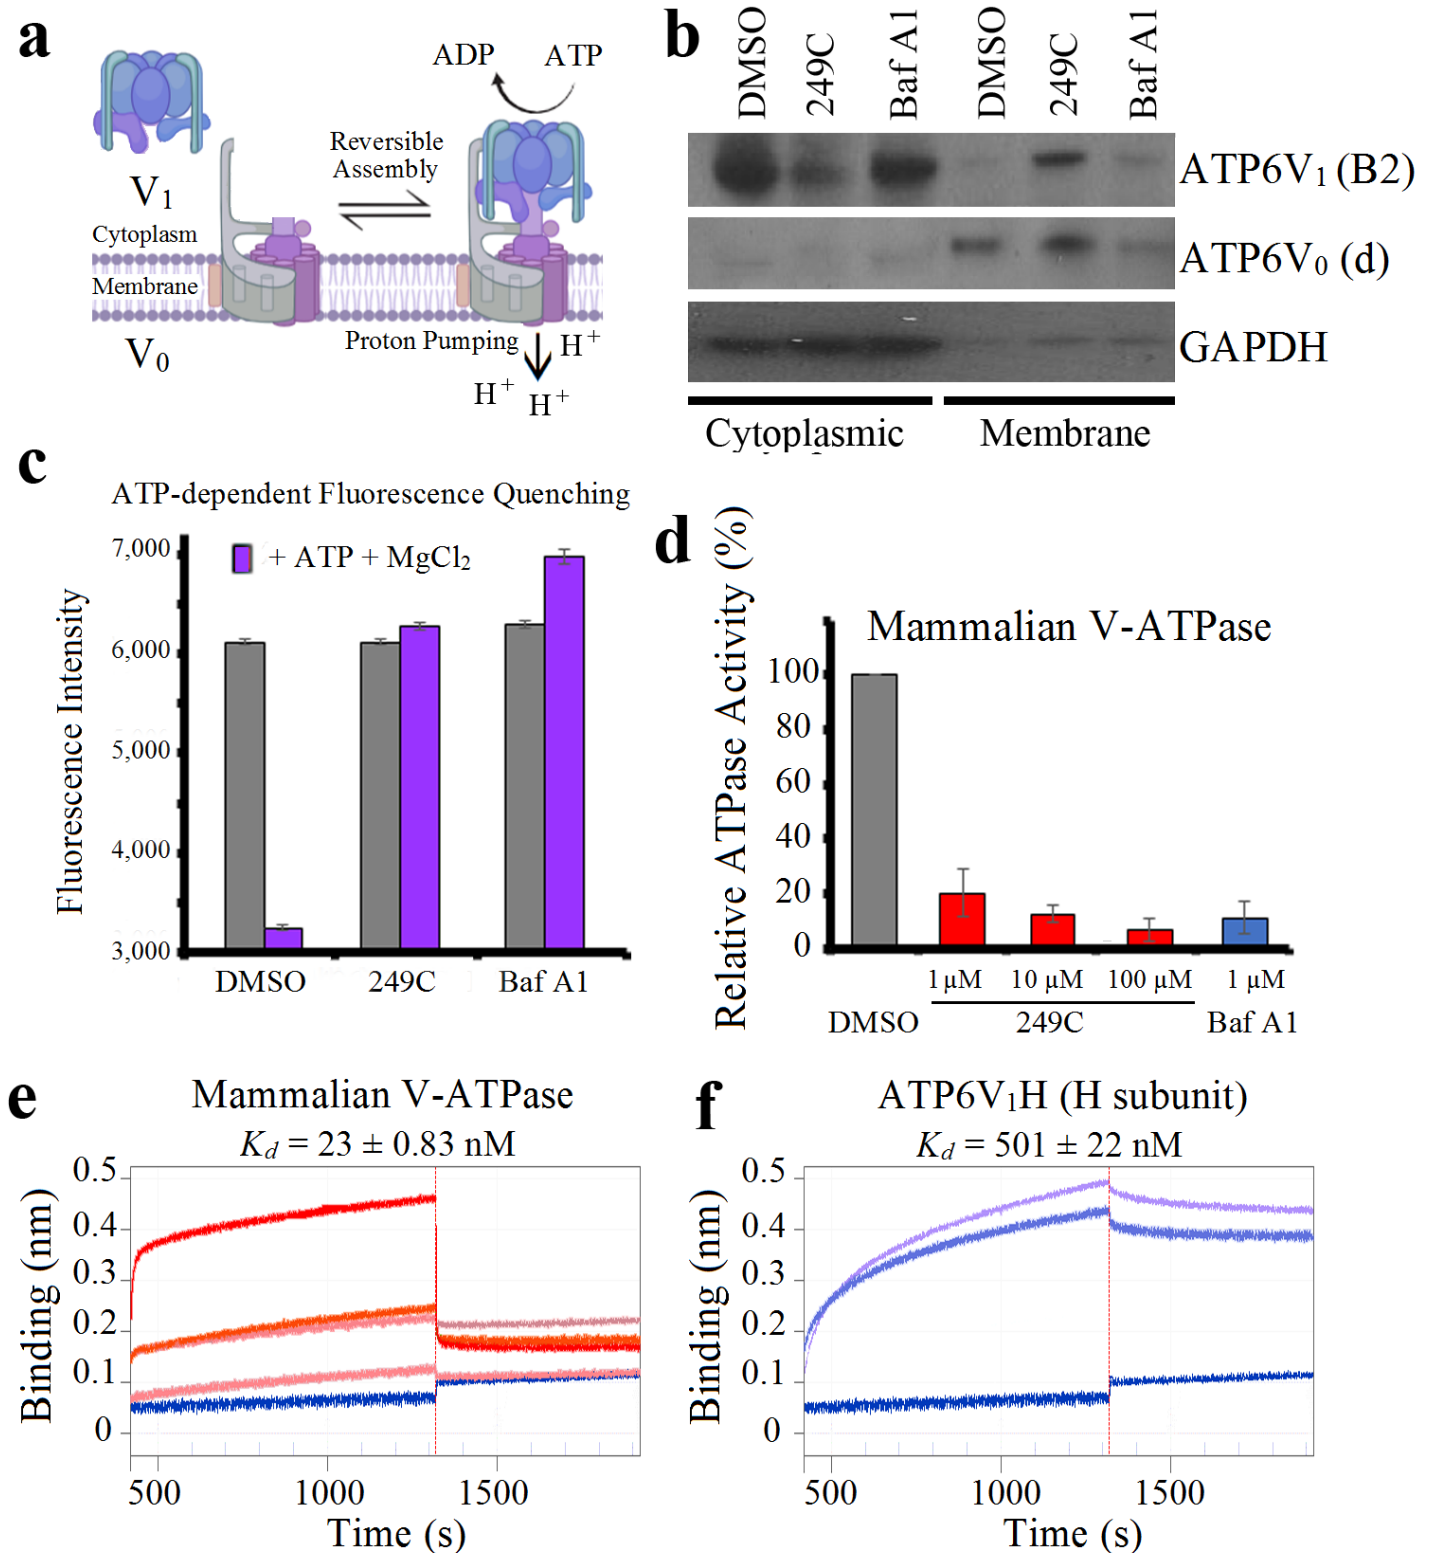 a
ADP
ATP
Reversible
Assembly
V₁
Cytoplasm
Membrane
V₀
Proton Pumping
H⁺
H⁺
H⁺
b
DMSO
249C
Baf A1
DMSO
249C
Baf A1
ATP6V₁ (B2)
ATP6V₀ (d)
GAPDH
Cytoplasmic
Membrane
c
ATP-dependent Fluorescence Quenching
+ ATP + MgCl₂
Fluorescence Intensity
7,000
6,000
5,000
4,000
3,000
DMSO
249C
Baf A1
d
Mammalian V-ATPase
Relative ATPase Activity (%)
100
80
60
40
20
0
1 µM
10 µM
100 µM
1 µM
DMSO
249C
Baf A1
e
Mammalian V-ATPase
K_d = 23 ± 0.83 nM
Binding (nm)
0.5
0.4
0.3
0.2
0.1
0
500
1000
1500
Time (s)
f
ATP6V₁H (H subunit)
K_d = 501 ± 22 nM
Binding (nm)
0.5
0.4
0.3
0.2
0.1
0
500
1000
1500
Time (s)